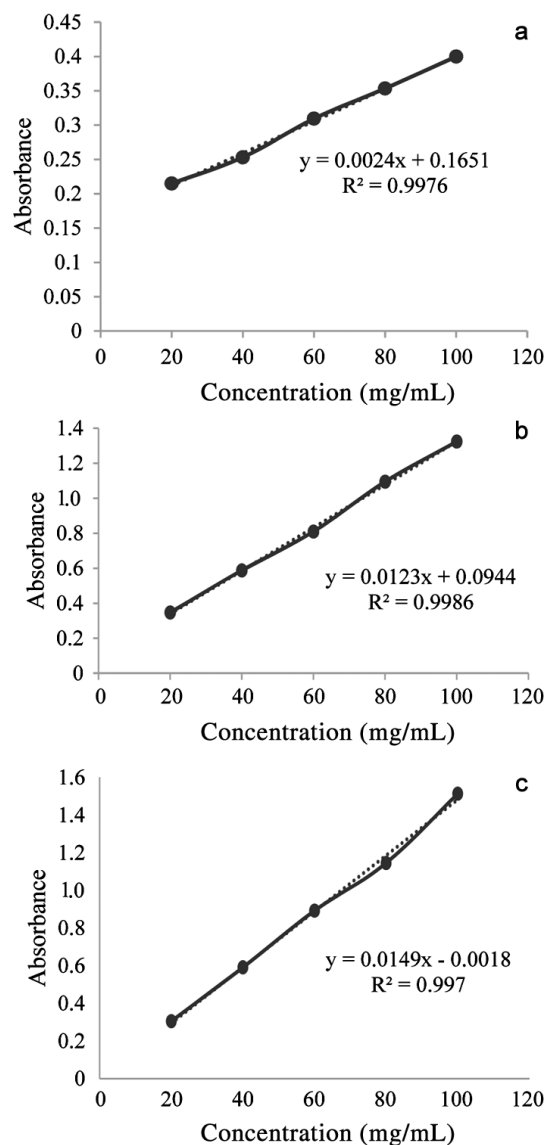 a
0.45
0.4
0.35
0.3
0.25
0.2
0.15
0.1
0.05
0
Absorbance
y = 0.0024x + 0.1651
R² = 0.9976
0 20 40 60 80 100 120
Concentration (mg/mL)
b
1.4
1.2
1.0
0.8
0.6
0.4
0.2
0
Absorbance
y = 0.0123x + 0.0944
R² = 0.9986
0 20 40 60 80 100 120
Concentration (mg/mL)
c
1.6
1.4
1.2
1.0
0.8
0.6
0.4
0.2
0
Absorbance
y = 0.0149x - 0.0018
R² = 0.997
0 20 40 60 80 100 120
Concentration (mg/mL)